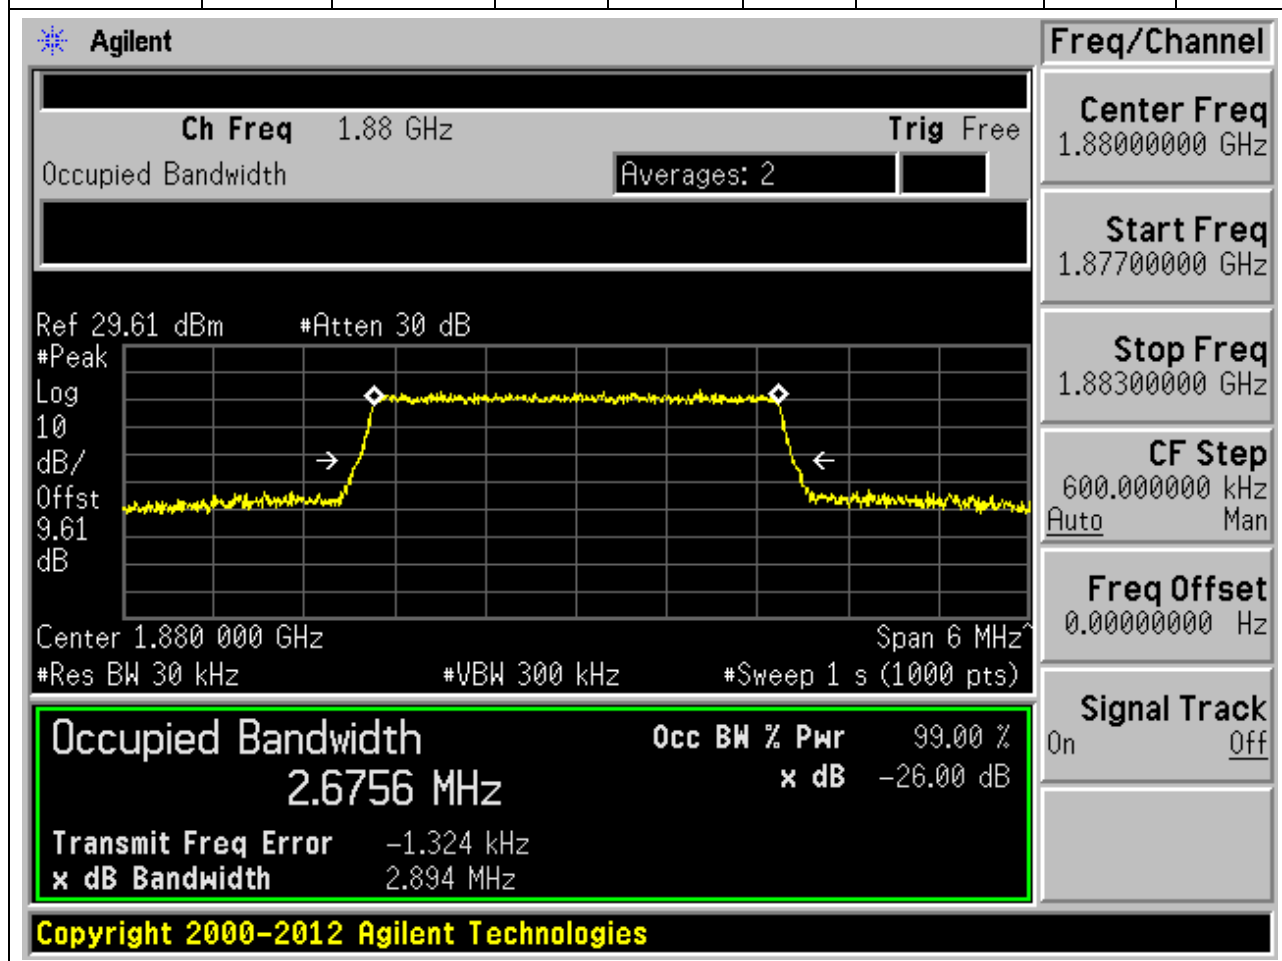 Agilent
Freq/Channel
Ch Freq 1.88 GHz Trig Free
Occupied Bandwidth Averages: 2
Center Freq
1.88000000 GHz
Start Freq
1.87700000 GHz
Ref 29.61 dBm #Atten 30 dB
#Peak
Log
10
dB/
Offst
9.61
dB
Stop Freq
1.88300000 GHz
CF Step
600.000000 kHz
Auto Man
Freq Offset
0.00000000 Hz
Center 1.880 000 GHz Span 6 MHz^
#Res BW 30 kHz #VBW 300 kHz #Sweep 1 s (1000 pts)
Signal Track
On Off
Occupied Bandwidth Occ BW % Pwr 99.00 %
2.6756 MHz x dB -26.00 dB
Transmit Freq Error -1.324 kHz
x dB Bandwidth 2.894 MHz
Copyright 2000-2012 Agilent Technologies